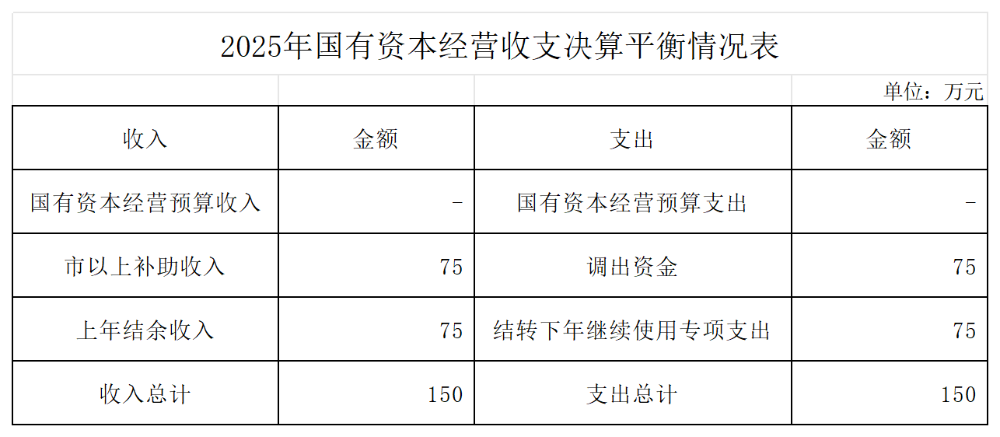 2025年国有资本经营收支决算平衡情况表
单位：万元
收入 金额 支出 金额
国有资本经营预算收入 - 国有资本经营预算支出 -
市以上补助收入 75 调出资金 75
上年结余收入 75 结转下年继续使用专项支出 75
收入总计 150 支出总计 150